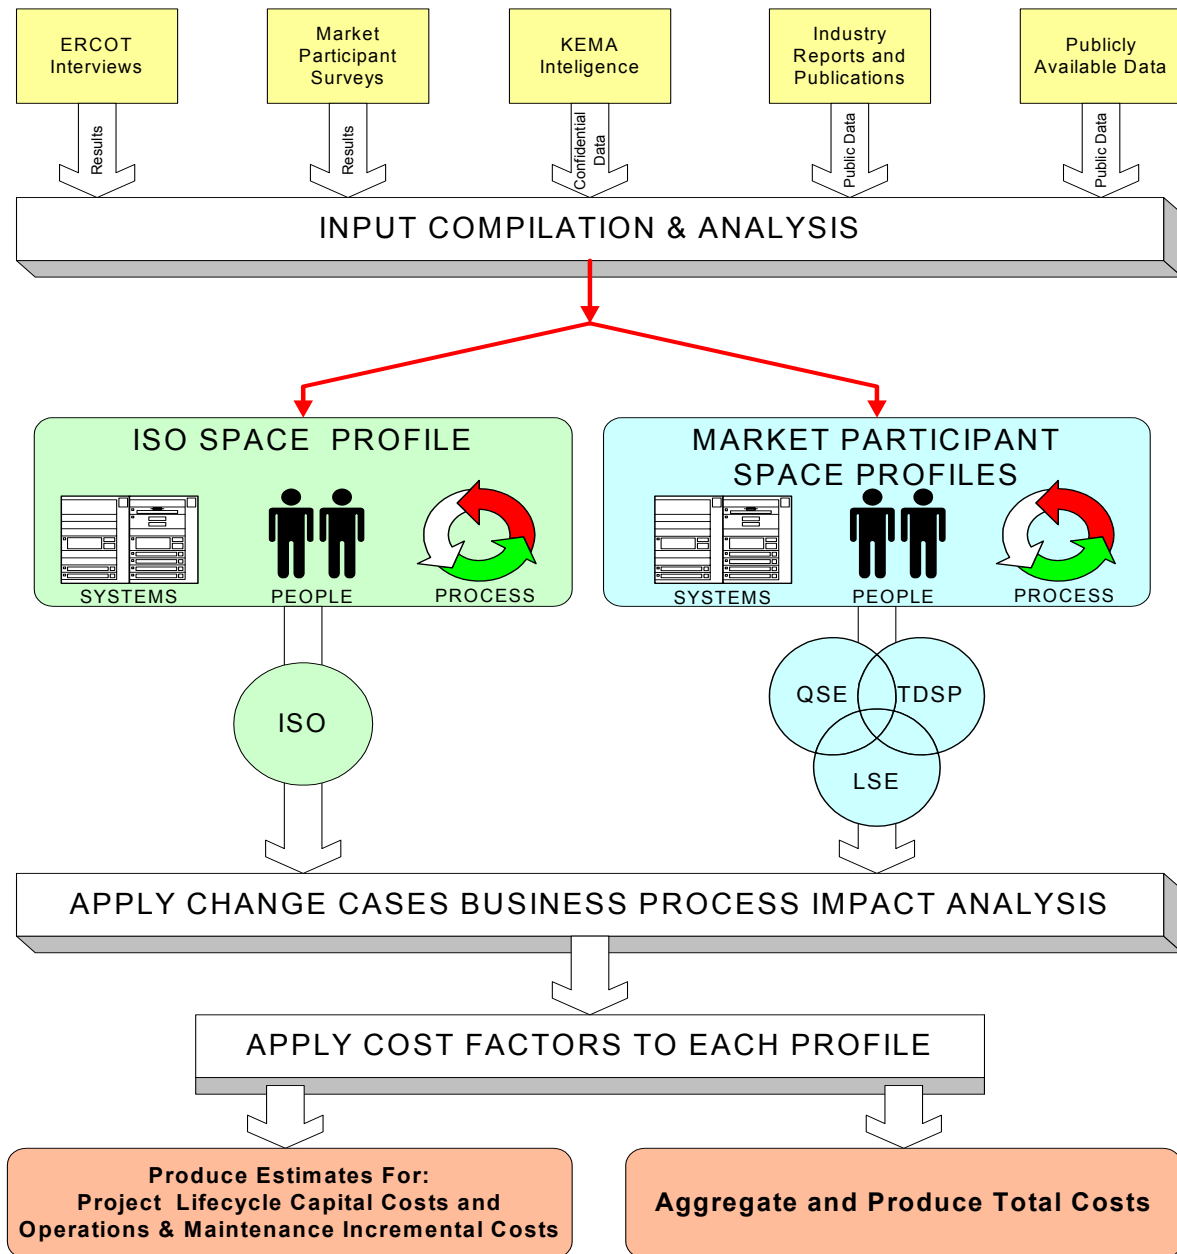 ERCOT
Interviews
Market
Participant
Surveys
KEMA
Inteligence
Industry
Reports and
Publications
Publicly
Available Data
Results
Results
Confidential
Data
Public Data
Public Data
INPUT COMPILATION & ANALYSIS
ISO SPACE PROFILE
SYSTEMS
PEOPLE
PROCESS
MARKET PARTICIPANT
SPACE PROFILES
SYSTEMS
PEOPLE
PROCESS
ISO
QSE
TDSP
LSE
APPLY CHANGE CASES BUSINESS PROCESS IMPACT ANALYSIS
APPLY COST FACTORS TO EACH PROFILE
Produce Estimates For:
Project Lifecycle Capital Costs and
Operations & Maintenance Incremental Costs
Aggregate and Produce Total Costs